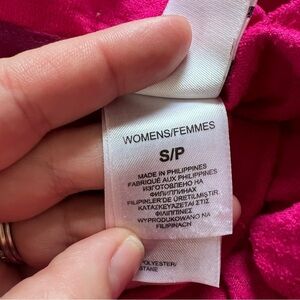 WOMENS/FEMMES
S/P
MADE IN PHILIPPINES
FABRIQUÉ AUX PHILIPPINES
ИЗГОТОВЛЕНО НА
ФИЛИППИНАХ
FILIPINLER'DE ÜRETILMIŞTIR
ΚΑΤΑΣΚΕΥΑΖΕΤΑΙ ΣΤΙΣ
ΦΙΛΙΠΠΙΝΕΣ
WYPRODUKOWANO NA
FILIPINACH
POLYESTER/